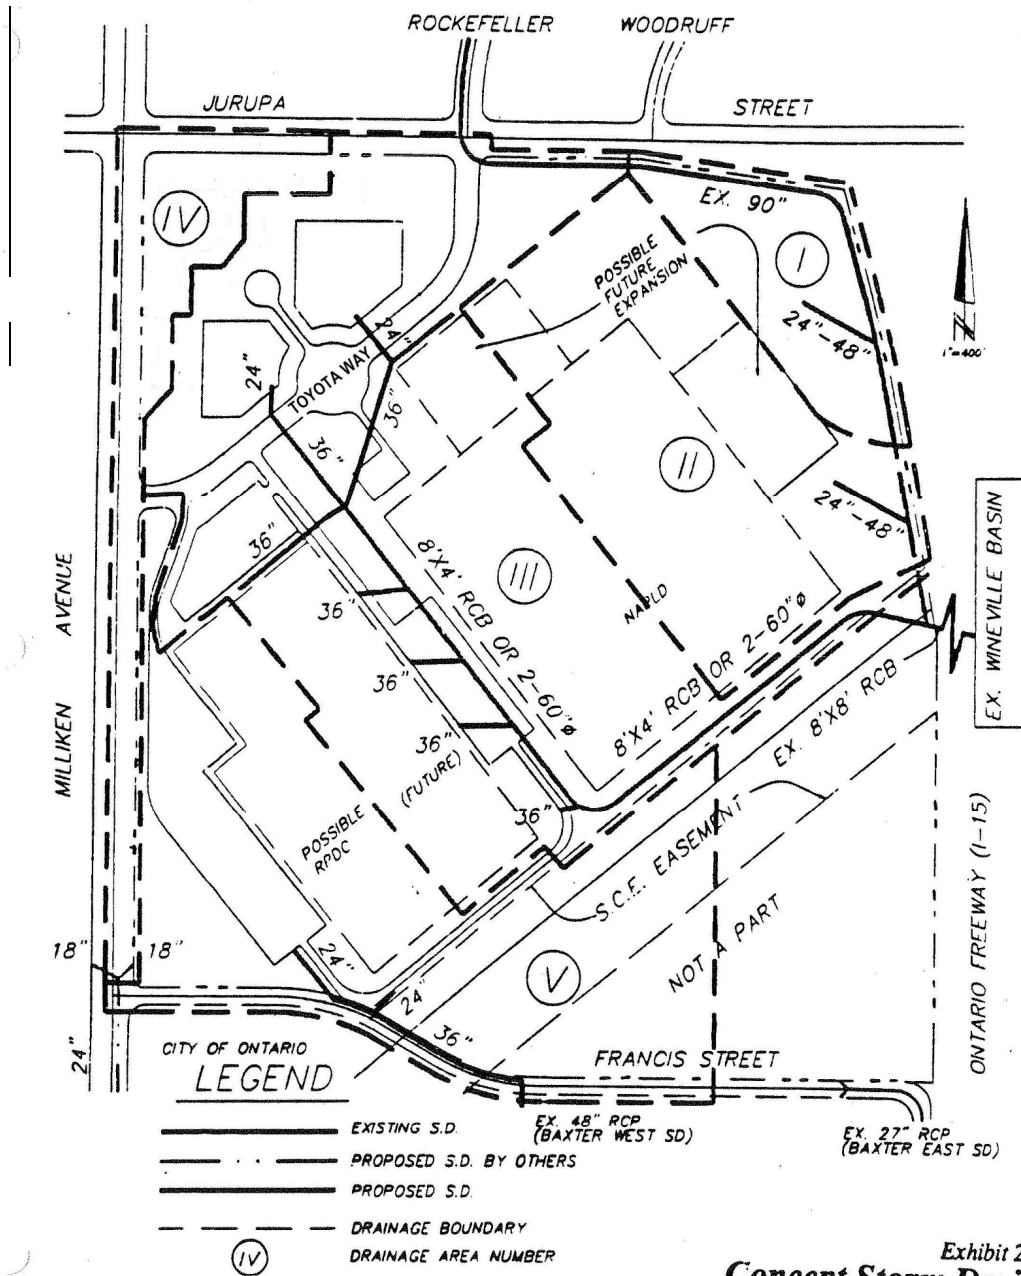 ROCKEFELLER
WOODRUFF
JURUPA
STREET
IV
EX. 90"
I
POSSIBLE
FUTURE
EXPANSION
24"-48"
1"=400'
24"
24"
TOYOTA WAY
36"
36"
II
24"-48"
36"
8'X4' RCB OR 2-60"φ
III
NAPLD
36"
36"
36"
8'X4' RCB OR 2-60"φ
EX. 8'X8' RCB
EX. WINEVILLE BASIN
MILLIKEN AVENUE
POSSIBLE
RPDC
(FUTURE)
36"
S.C.E. EASEMENT
NOT A PART
ONTARIO FREEWAY (I-15)
18"
18"
24"
V
24"
36"
24"
CITY OF ONTARIO
FRANCIS STREET
LEGEND
EX. 48" RCP
(BAXTER WEST SD)
EX. 27" RCP
(BAXTER EAST SD)
EXISTING S.D.
PROPOSED S.D. BY OTHERS
PROPOSED S.D.
DRAINAGE BOUNDARY
IV
DRAINAGE AREA NUMBER
Exhibit 2